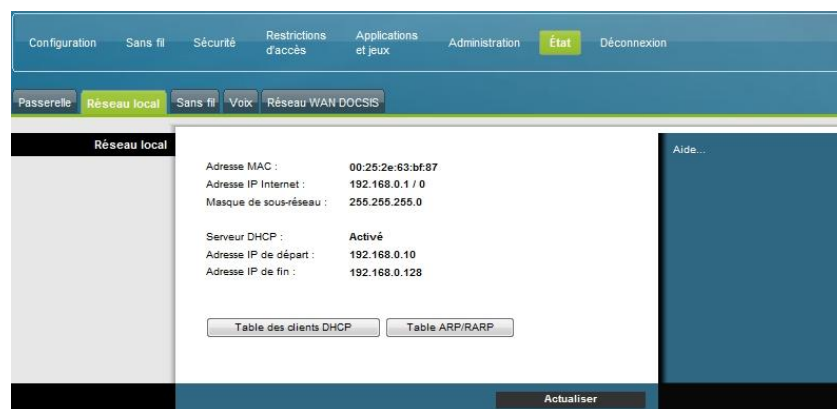 Configuration Sans fil Sécurité Restrictions d'accès Applications et jeux Administration État Déconnexion
Passerelle Réseau local Sans fil Voix Réseau WAN DOCSIS
Réseau local
Aide...
Adresse MAC : 00:25:2e:63:bf:87
Adresse IP Internet : 192.168.0.1 / 0
Masque de sous-réseau : 255.255.255.0
Serveur DHCP : Activé
Adresse IP de départ : 192.168.0.10
Adresse IP de fin : 192.168.0.128
Table des clients DHCP Table ARP/RARP
Actualiser